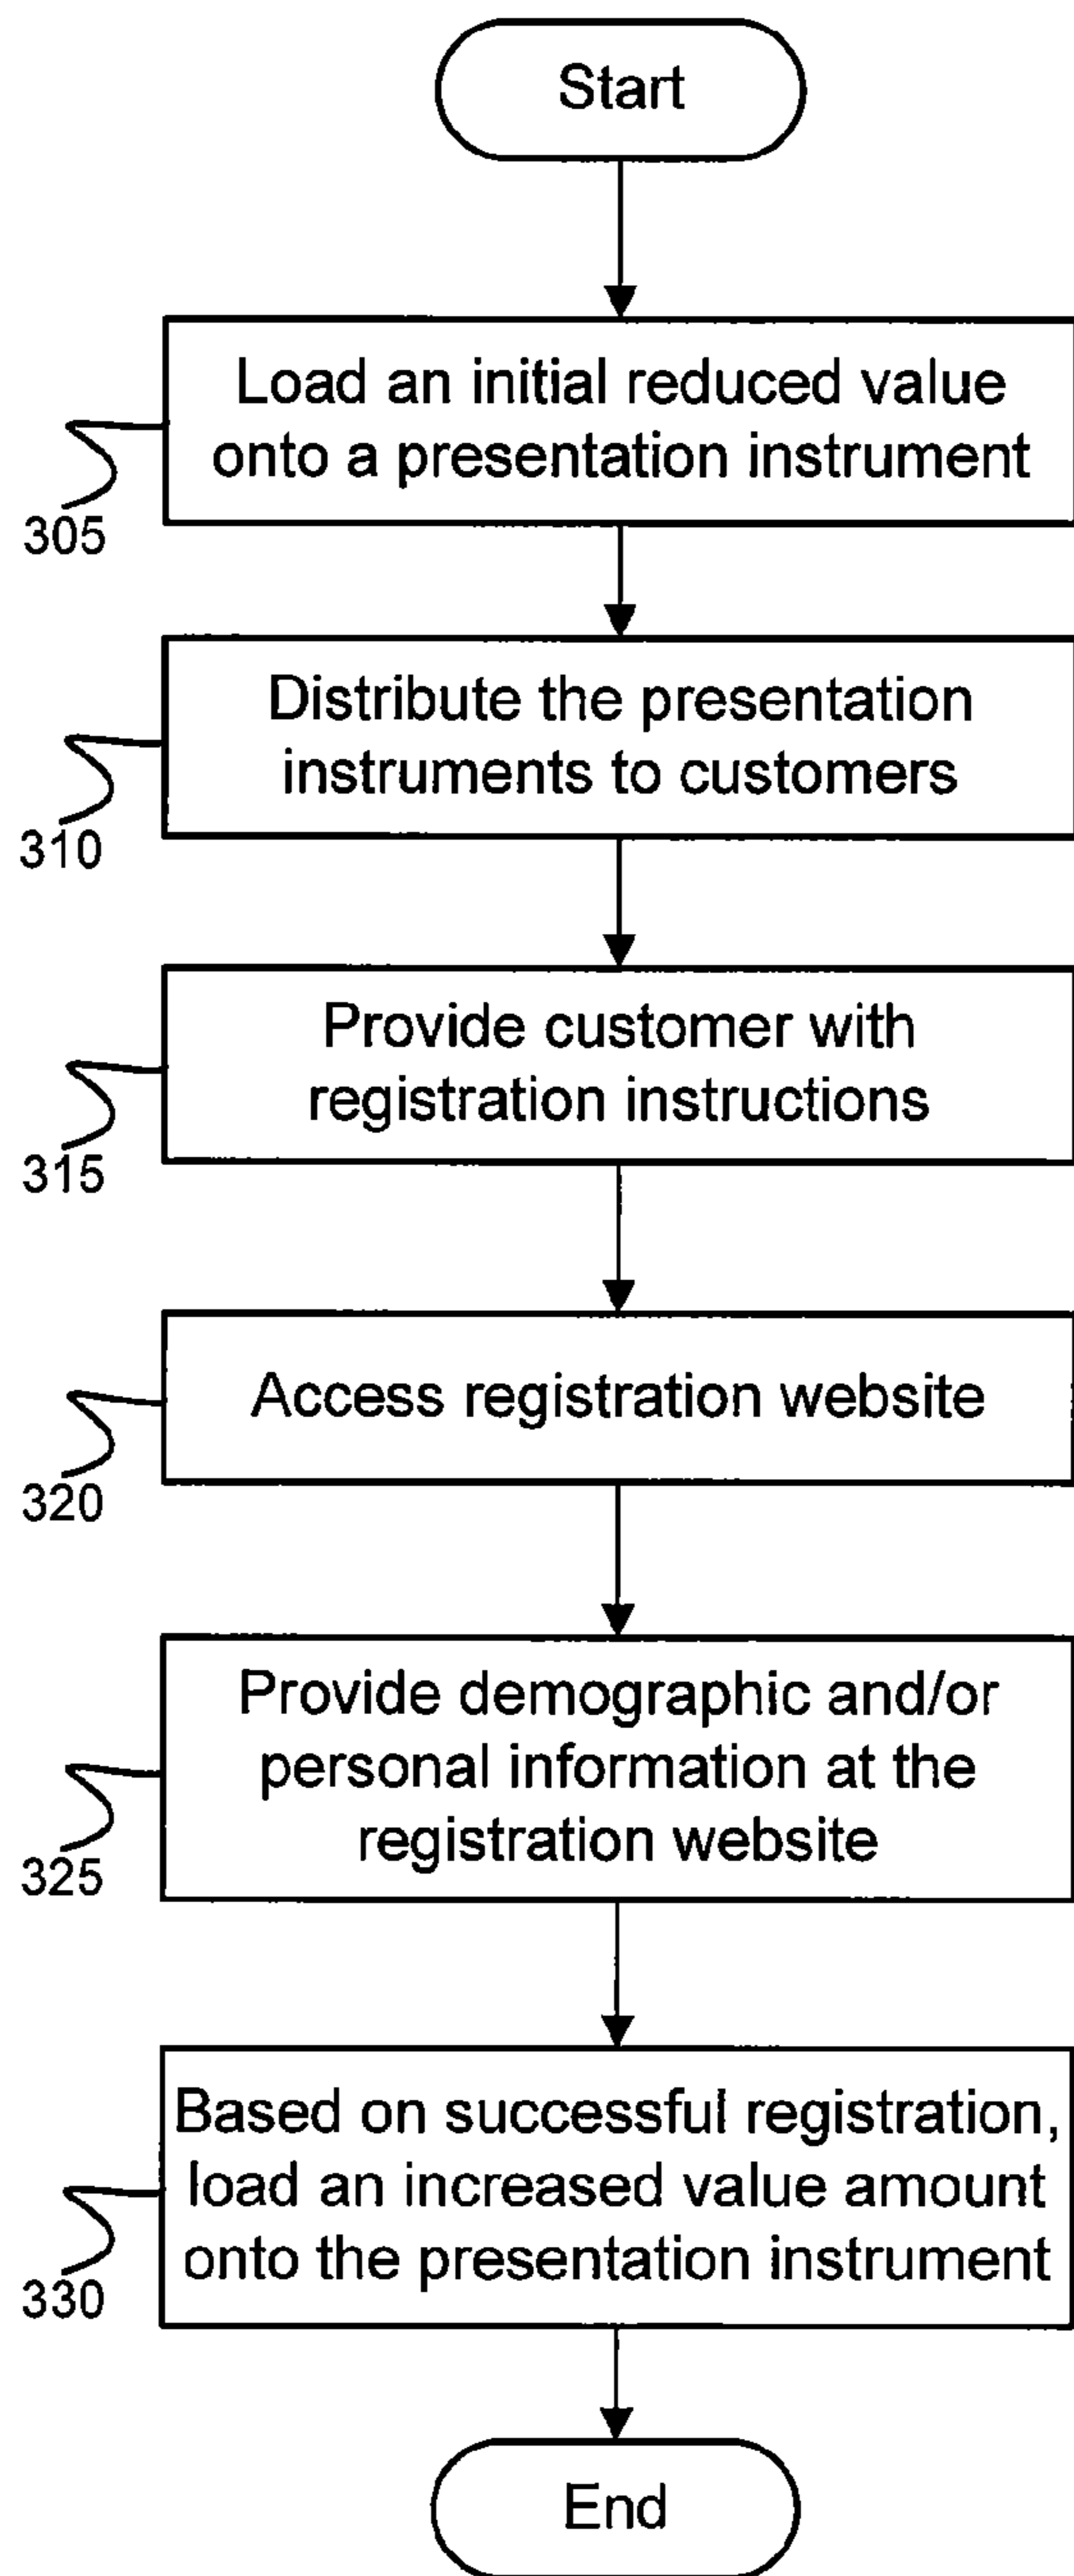 Start
Load an initial reduced value
onto a presentation instrument
305
Distribute the presentation
instruments to customers
310
Provide customer with
registration instructions
315
Access registration website
320
Provide demographic and/or
personal information at the
registration website
325
Based on successful registration,
load an increased value amount
onto the presentation instrument
330
End